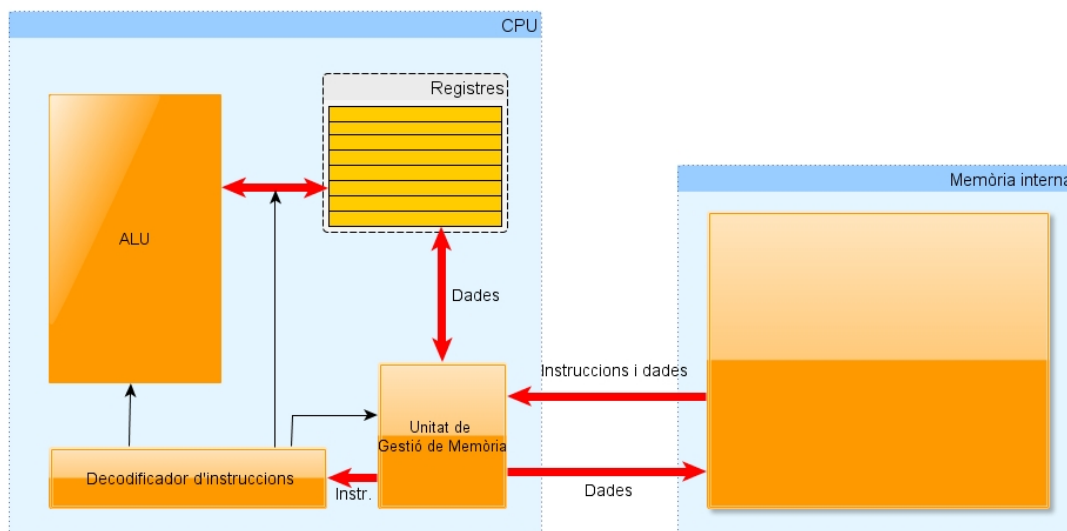 CPU
Registres
ALU
Dades
Memòria interna
Instruccions i dades
Unitat de
Gestió de Memòria
Decodificador d'instruccions
Instr.
Dades